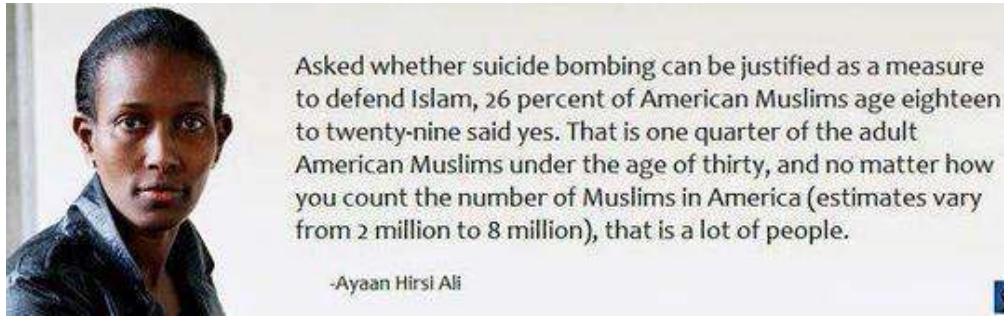 Asked whether suicide bombing can be justified as a measure
to defend Islam, 26 percent of American Muslims age eighteen
to twenty-nine said yes. That is one quarter of the adult
American Muslims under the age of thirty, and no matter how
you count the number of Muslims in America (estimates vary
from 2 million to 8 million), that is a lot of people.
-Ayaan Hirsi Ali